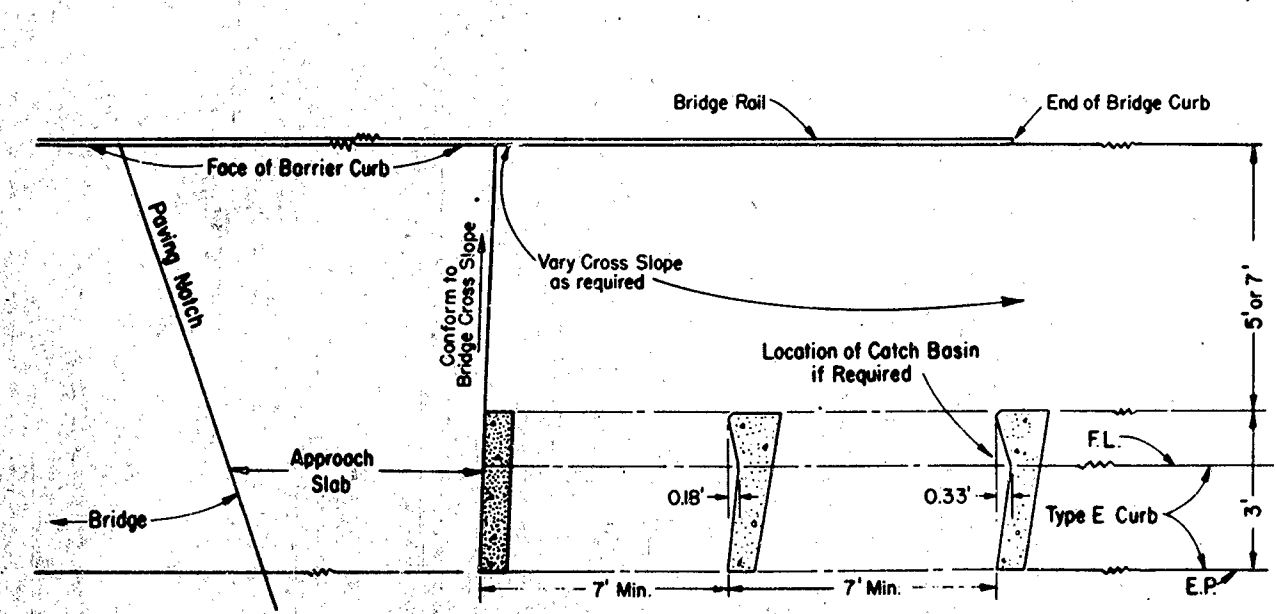 Bridge Rail
End of Bridge Curb
Face of Barrier Curb
Paving Notch
Conform to
Bridge Cross Slope
Vary Cross Slope
as required
5' or 7'
Location of Catch Basin
if Required
F.L.
Approach
Slab
0.18'
0.33'
Type E Curb
3'
Bridge
7' Min.
7' Min.
E.P.